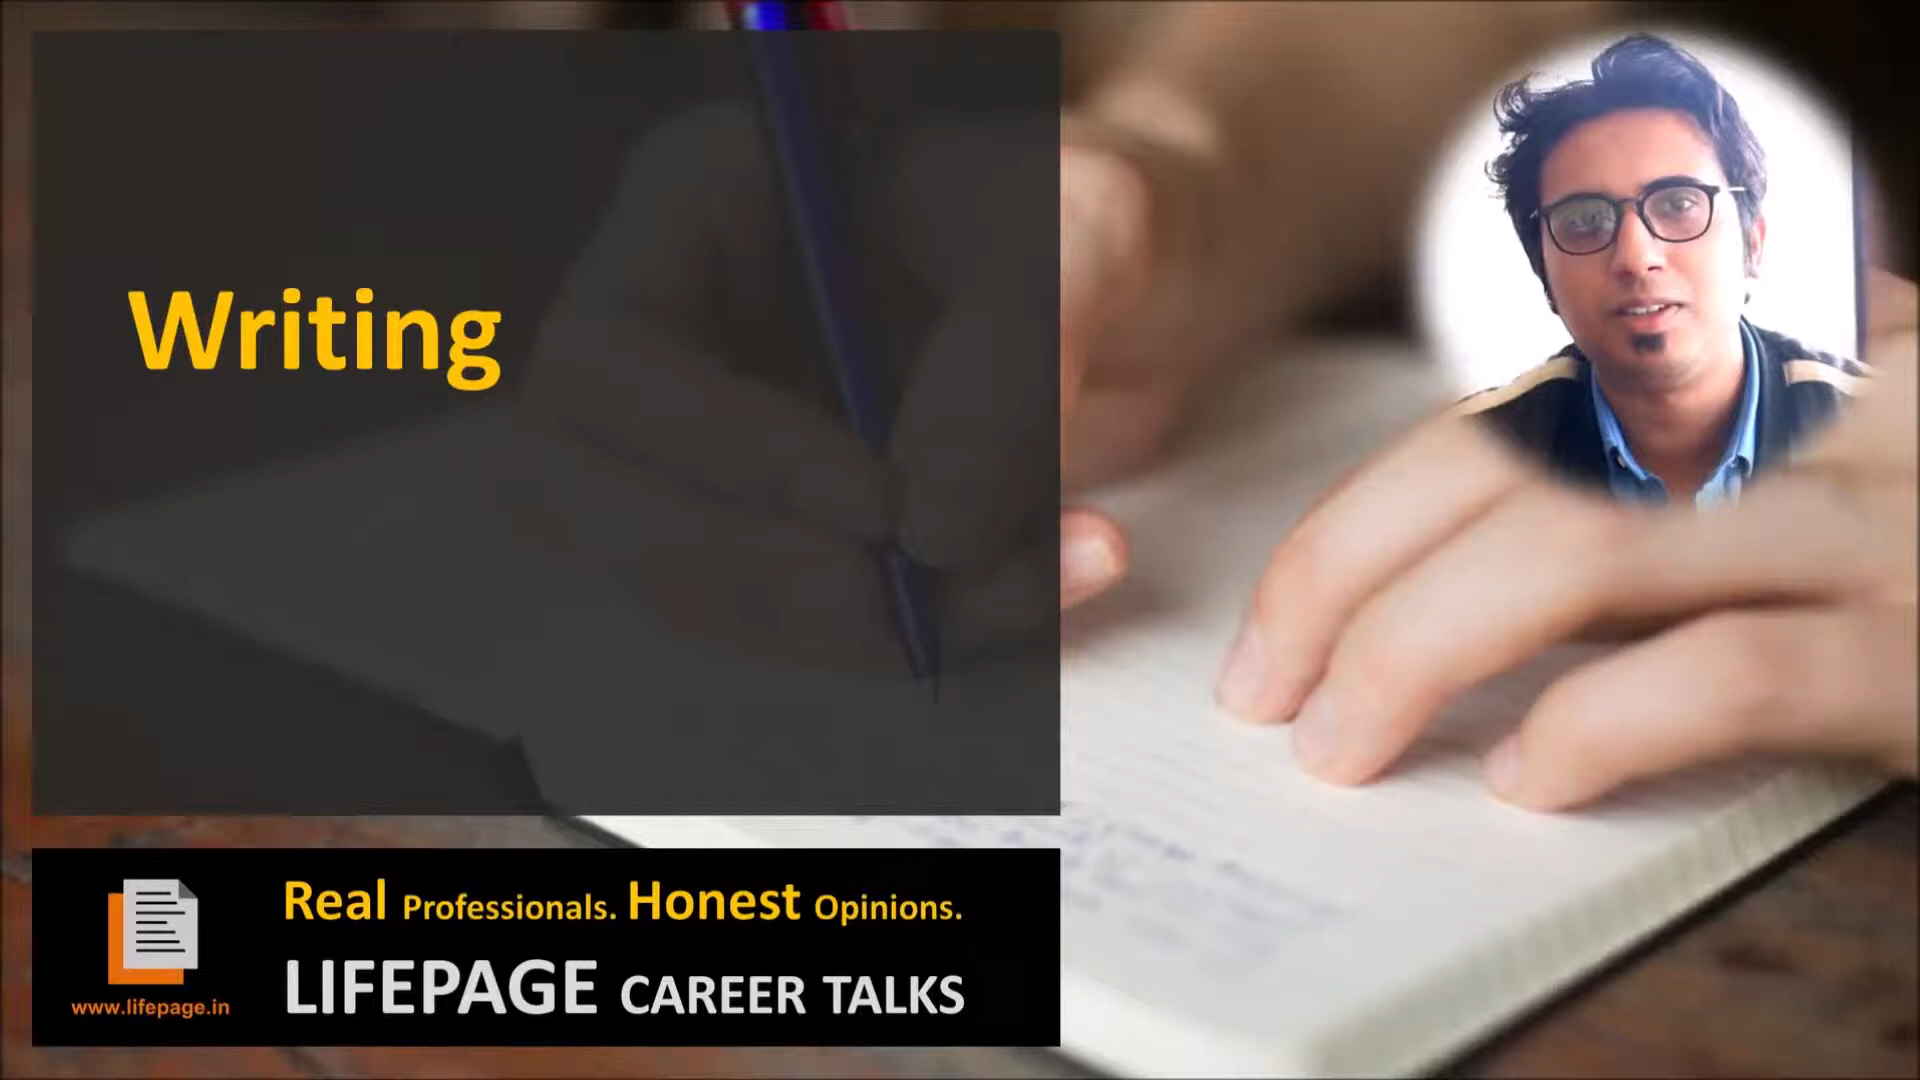 Writing
Real Professionals. Honest Opinions.
LIFEPAGE CAREER TALKS
www.lifepage.in